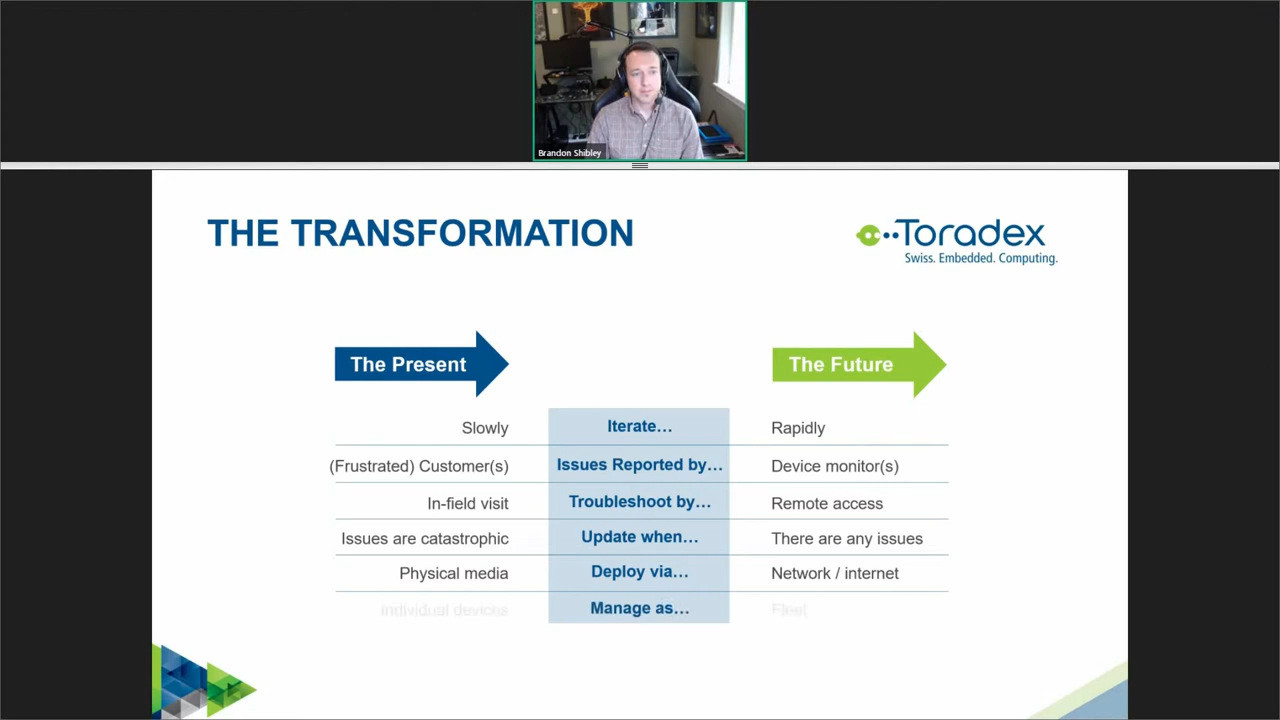 Brandon Shibley
THE TRANSFORMATION
Toradex
Swiss. Embedded. Computing.
The Present
The Future
Slowly Iterate… Rapidly
(Frustrated) Customer(s) Issues Reported by… Device monitor(s)
In-field visit Troubleshoot by… Remote access
Issues are catastrophic Update when… There are any issues
Physical media Deploy via… Network / internet
Individual devices Manage as… Fleet